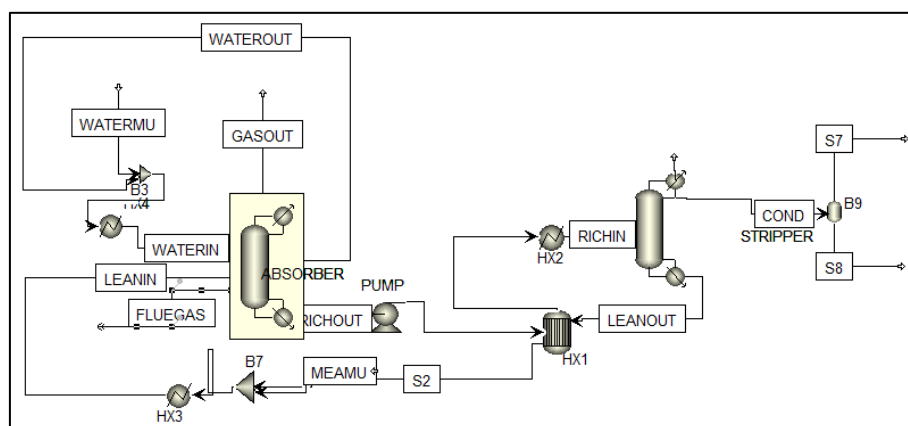 WATEROUT
WATERMU
GASOUT
S7
B3
B9
COND
WATERIN
RICHIN
STRIPPER
HX2
LEANIN
ABSORBER
PUMP
FLUEGAS
RICHOUT
LEANOUT
HX1
B7
MEAMU
S2
S8
HX3